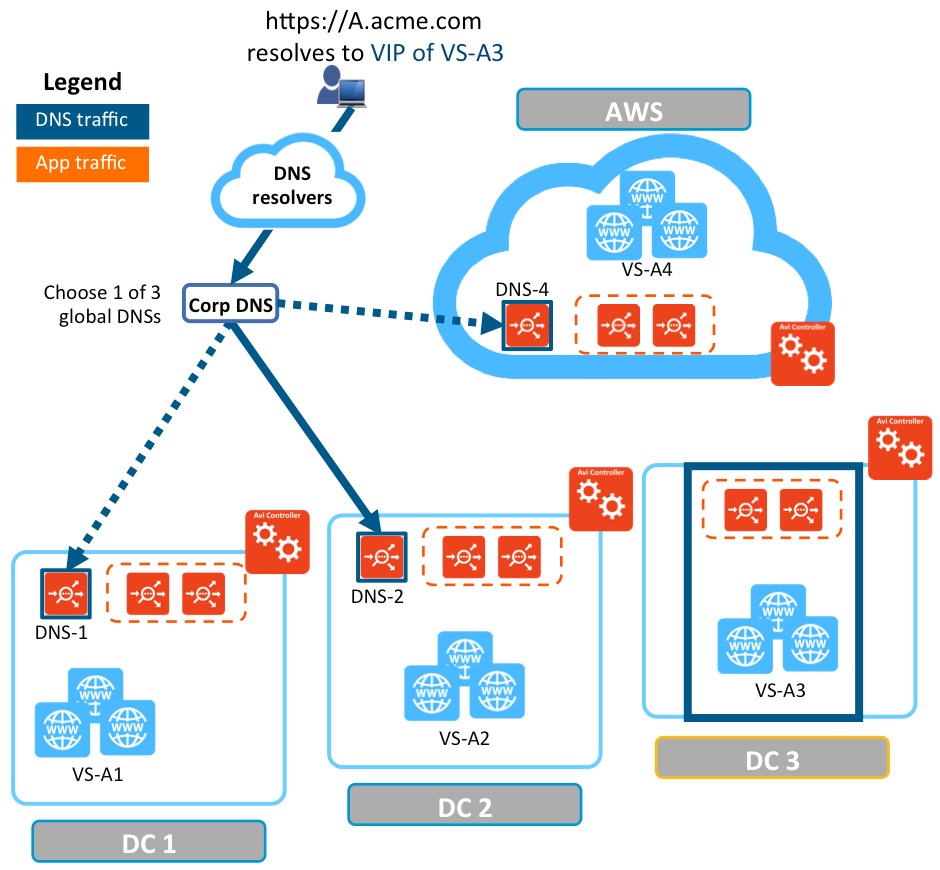 https://A.acme.com
resolves to VIP of VS-A3
Legend
DNS traffic
App traffic
AWS
DNS
resolvers
WWW
WWW
WWW
VS-A4
Choose 1 of 3
global DNSs
Corp DNS
DNS-4
Avi Controller
Avi Controller
Avi Controller
Avi Controller
DNS-1
DNS-2
WWW
WWW
WWW
VS-A3
WWW
WWW
WWW
VS-A2
WWW
WWW
WWW
VS-A1
DC 3
DC 2
DC 1